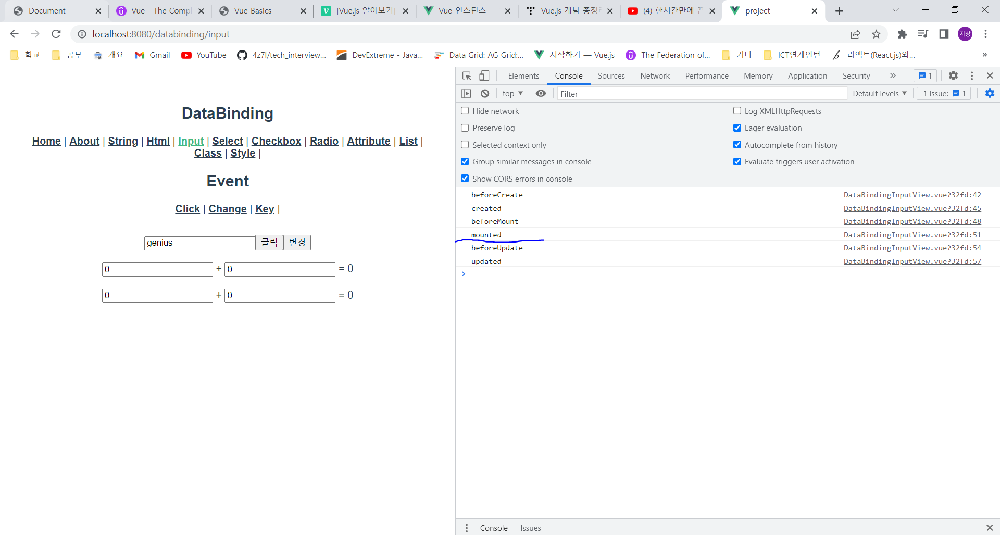 Document
Vue - The Compl
Vue Basics
[Vue.js 알아보기]
Vue 인스턴스 —
Vue.js 개념 총정리
(4) 한시간만에 끝
project
localhost:8080/databinding/input
지상
학교
공부
개요
Gmail
YouTube
4z7l/tech_interview...
DevExtreme - Java...
Data Grid: AG Grid:...
시작하기 — Vue.js
The Federation of...
기타
ICT연계인턴
리액트(React.js)와...
»
DataBinding
Home | About | String | Html | Input | Select | Checkbox | Radio | Attribute | List |
Class | Style |
Event
Click | Change | Key |
genius 클릭 변경
0 + 0 = 0
0 + 0 = 0
Elements Console Sources Network Performance Memory Application Security » 1
top ▼ Filter Default levels ▼ 1 Issue: 1
Hide network
Log XMLHttpRequests
Preserve log
Eager evaluation
Selected context only
Autocomplete from history
Group similar messages in console
Evaluate triggers user activation
Show CORS errors in console
beforeCreate DataBindingInputView.vue?32fd:42
created DataBindingInputView.vue?32fd:45
beforeMount DataBindingInputView.vue?32fd:48
mounted DataBindingInputView.vue?32fd:51
beforeUpdate DataBindingInputView.vue?32fd:54
updated DataBindingInputView.vue?32fd:57
Console Issues